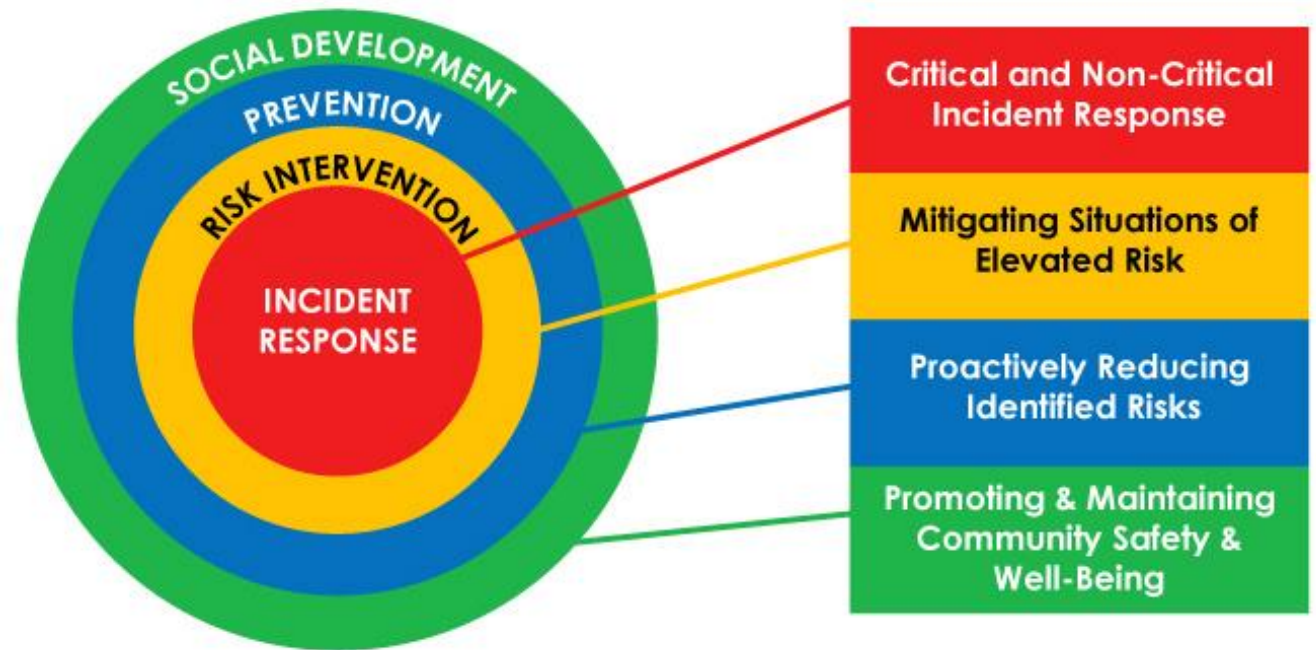 SOCIAL DEVELOPMENT
PREVENTION
RISK INTERVENTION
INCIDENT
RESPONSE
Critical and Non-Critical
Incident Response
Mitigating Situations of
Elevated Risk
Proactively Reducing
Identified Risks
Promoting & Maintaining
Community Safety &
Well-Being